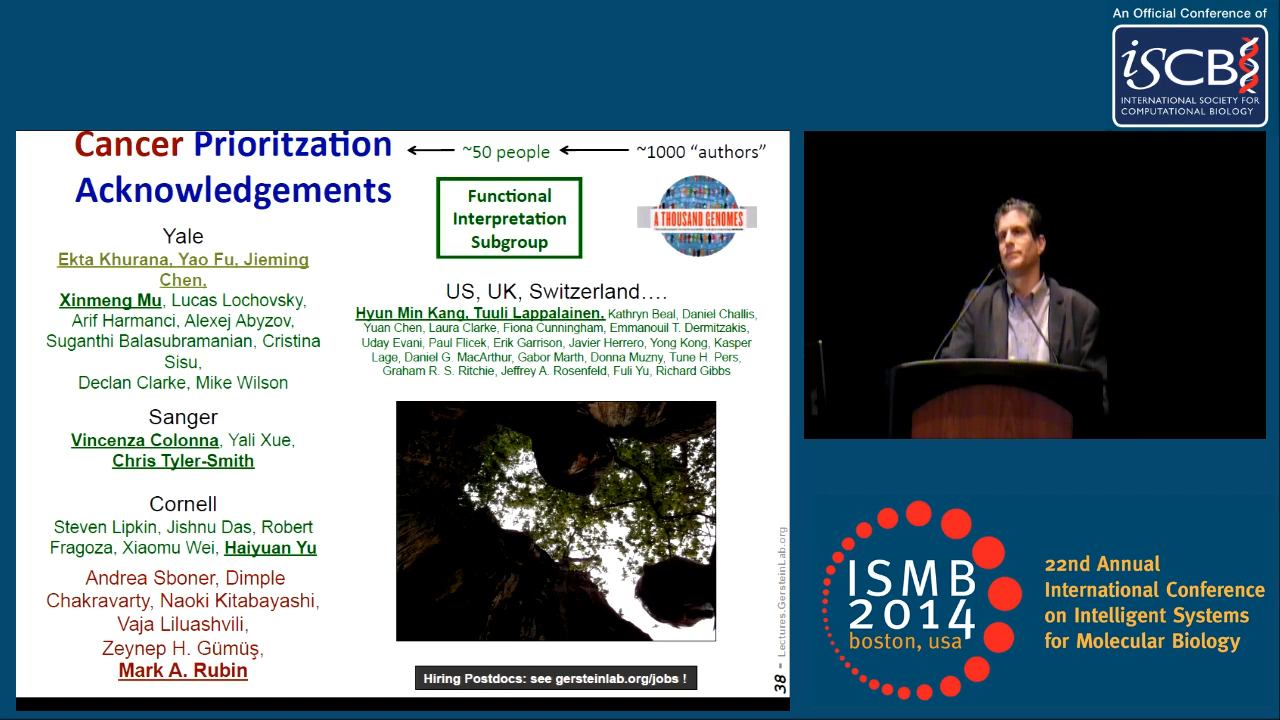 An Official Conference of
iSCB
INTERNATIONAL SOCIETY FOR
COMPUTATIONAL BIOLOGY
Cancer Prioritzation
Acknowledgements
~50 people
~1000 “authors”
Functional
Interpretation
Subgroup
A THOUSAND GENOMES
Yale
Ekta Khurana, Yao Fu, Jieming
Chen,
Xinmeng Mu, Lucas Lochovsky,
Arif Harmanci, Alexej Abyzov,
Suganthi Balasubramanian, Cristina
Sisu,
Declan Clarke, Mike Wilson
Sanger
Vincenza Colonna, Yali Xue,
Chris Tyler-Smith
Cornell
Steven Lipkin, Jishnu Das, Robert
Fragoza, Xiaomu Wei, Haiyuan Yu
Andrea Sboner, Dimple
Chakravarty, Naoki Kitabayashi,
Vaja Liluashvili,
Zeynep H. Gümüş,
Mark A. Rubin
US, UK, Switzerland….
Hyun Min Kang, Tuuli Lappalainen, Kathryn Beal, Daniel Challis,
Yuan Chen, Laura Clarke, Fiona Cunningham, Emmanouil T. Dermitzakis,
Uday Evani, Paul Flicek, Erik Garrison, Javier Herrero, Yong Kong, Kasper
Lage, Daniel G. MacArthur, Gabor Marth, Donna Muzny, Tune H. Pers,
Graham R. S. Ritchie, Jeffrey A. Rosenfeld, Fuli Yu, Richard Gibbs
Hiring Postdocs: see gersteinlab.org/jobs !
38 - Lectures.GersteinLab.org
ISMB
2014
boston, usa
22nd Annual
International Conference
on Intelligent Systems
for Molecular Biology